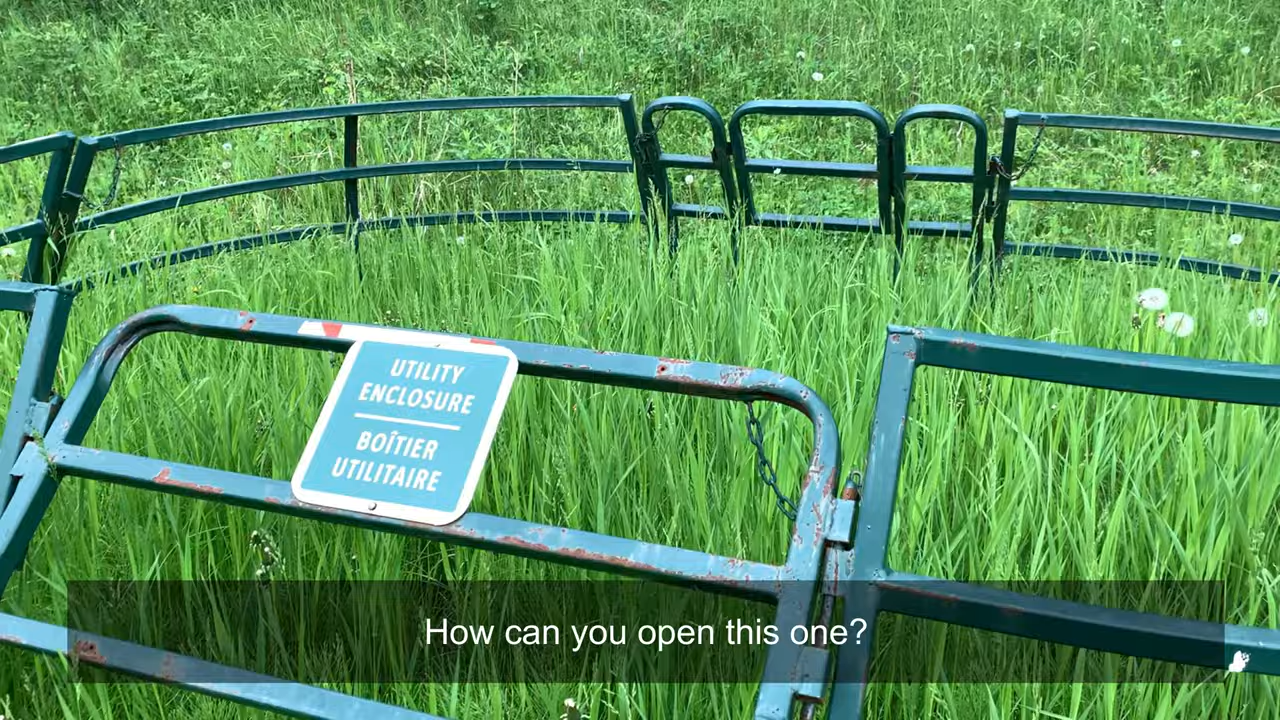 UTILITY
ENCLOSURE
BOÎTIER
UTILITAIRE
How can you open this one?